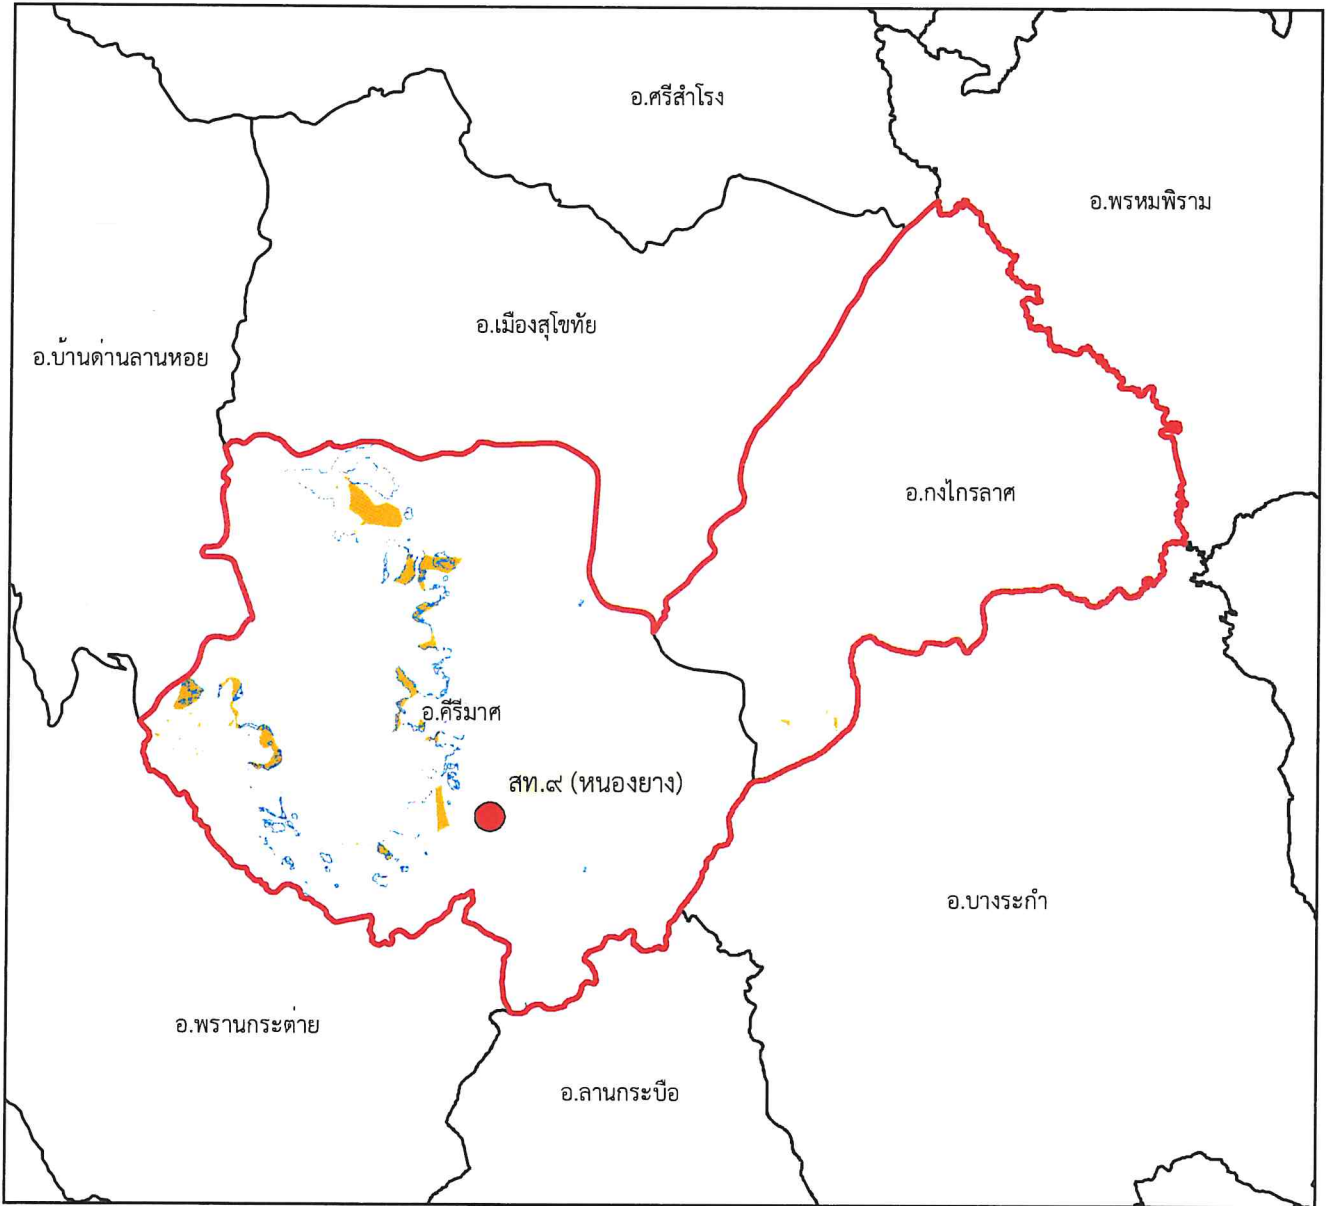 อ.ศรีสำโรง
อ.พรหมพิราม
อ.เมืองสุโขทัย
อ.บ้านด่านลานหอย
อ.กงไกรลาศ
อ.คีรีมาศ
สท.๙ (หนองยาง)
อ.บางระกำ
อ.พรานกระต่าย
อ.ลานกระบือ